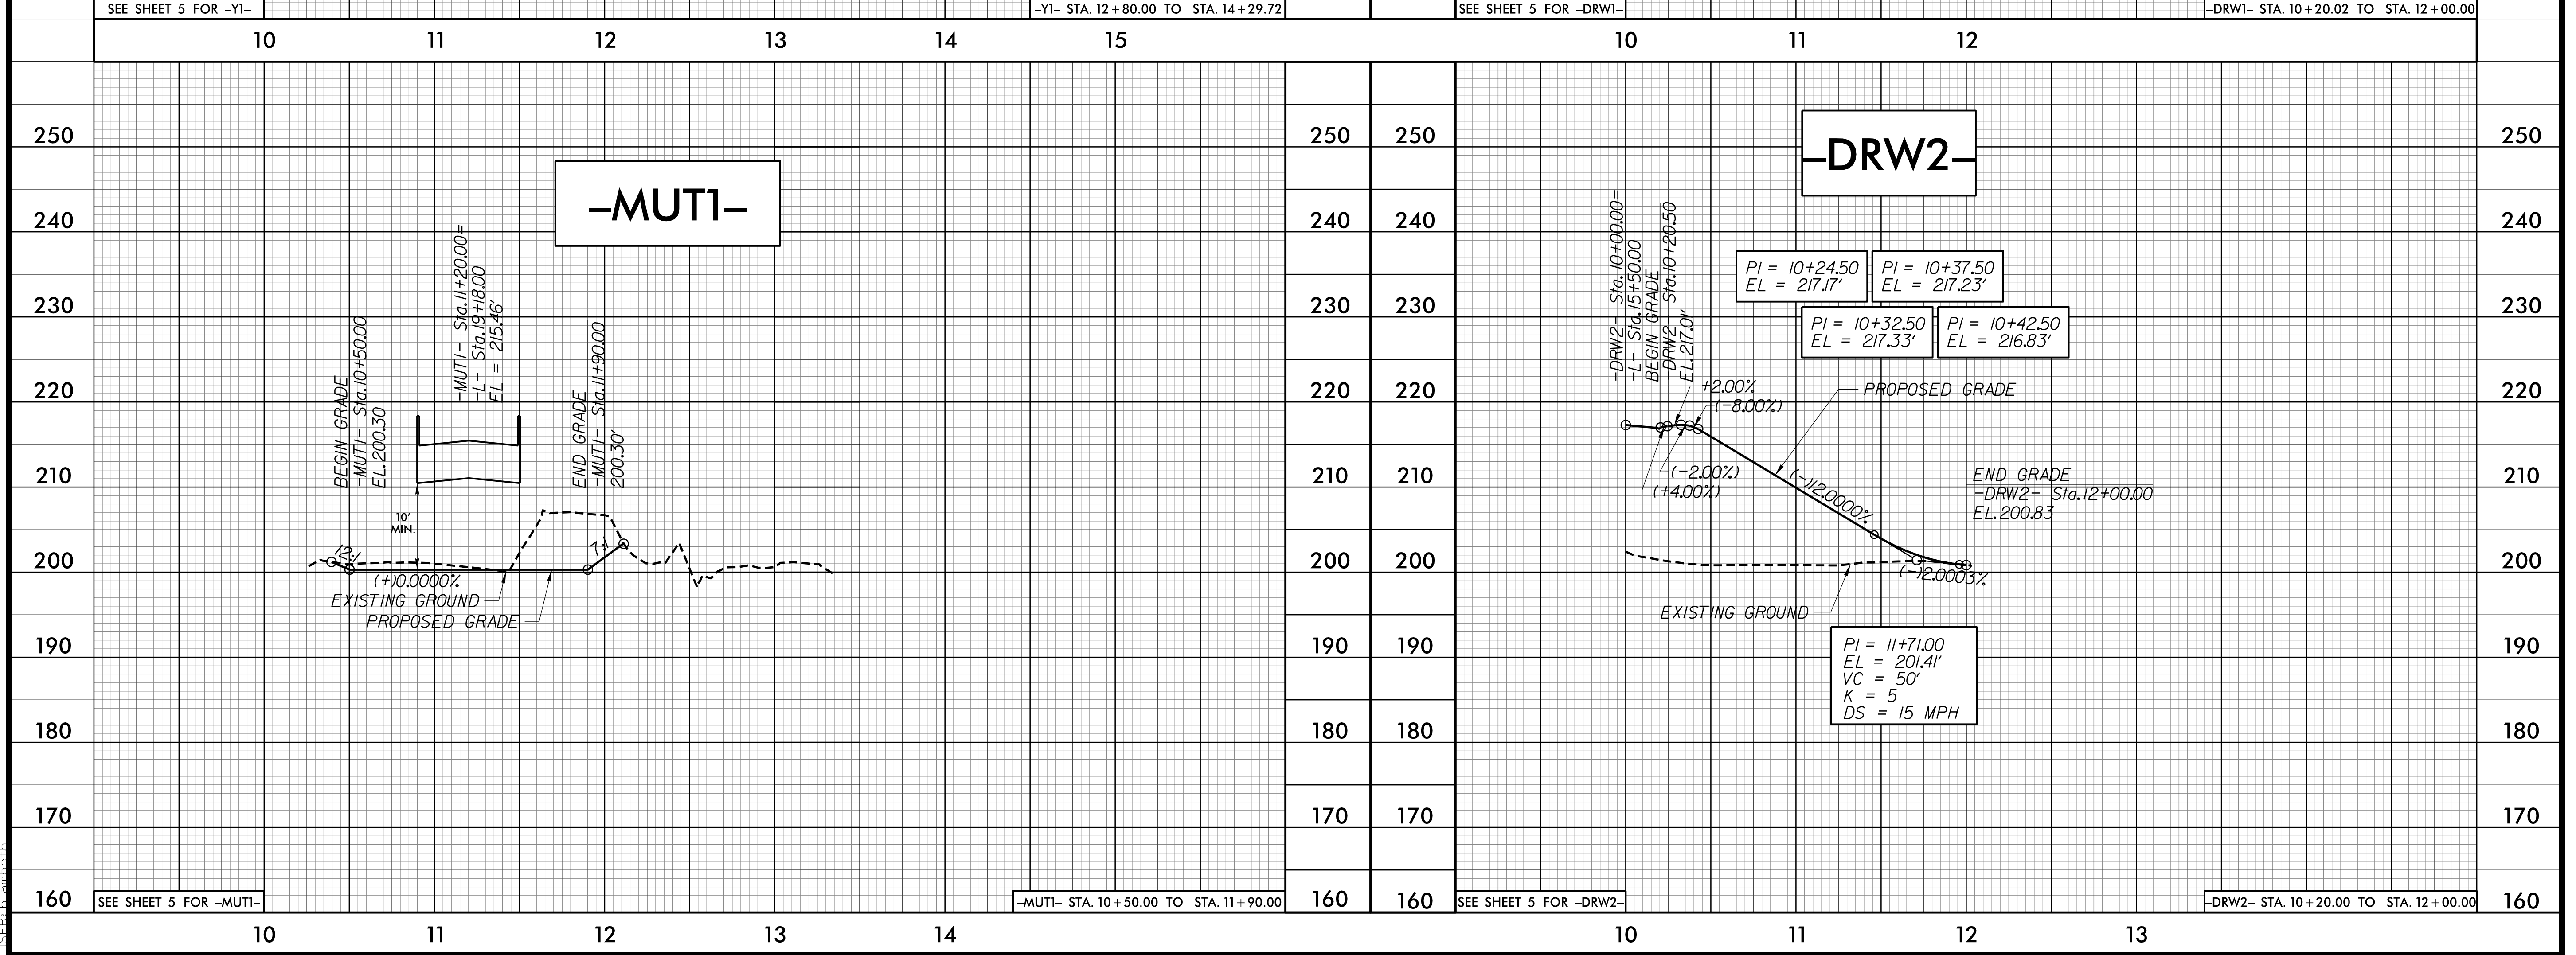 SEE SHEET 5 FOR –Y1–
–Y1– STA. 12+80.00 TO STA. 14+29.72
SEE SHEET 5 FOR –DRW1–
–DRW1– STA. 10+20.02 TO STA. 12+00.00
10 11 12 13 14 15
10 11 12
250 250 250 250
240 240 240 240
230 230 230 230
220 220 220 220
210 210 210 210
200 200 200 200
190 190 190 190
180 180 180 180
170 170 170 170
160 160 160 160
–MUT1–
BEGIN GRADE
-MUT1- Sta.10+50.00
EL.200.30
-MUT1- Sta.11+20.00=
-L- Sta.19+18.00
EL = 215.46'
END GRADE
-MUT1- Sta.11+90.00
200.30'
10'
MIN.
12:1
7:1
(+)0.0000%
EXISTING GROUND
PROPOSED GRADE
SEE SHEET 5 FOR –MUT1–
–MUT1– STA. 10+50.00 TO STA. 11+90.00
–DRW2–
-DRW2- Sta.10+00.00=
-L- Sta.15+50.00
BEGIN GRADE
-DRW2- Sta.10+20.50
EL.217.01'
PI = 10+24.50
EL = 217.17'
PI = 10+37.50
EL = 217.23'
PI = 10+32.50
EL = 217.33'
PI = 10+42.50
EL = 216.83'
+2.00%
(-8.00%)
PROPOSED GRADE
(-2.00%)
(+4.00%)
(-)12.0000%
END GRADE
-DRW2- Sta.12+00.00
EL.200.83
(-)2.0003%
EXISTING GROUND
PI = 11+71.00
EL = 201.41'
VC = 50'
K = 5
DS = 15 MPH
SEE SHEET 5 FOR –DRW2–
–DRW2– STA. 10+20.00 TO STA. 12+00.00
10 11 12 13 14
10 11 12 13